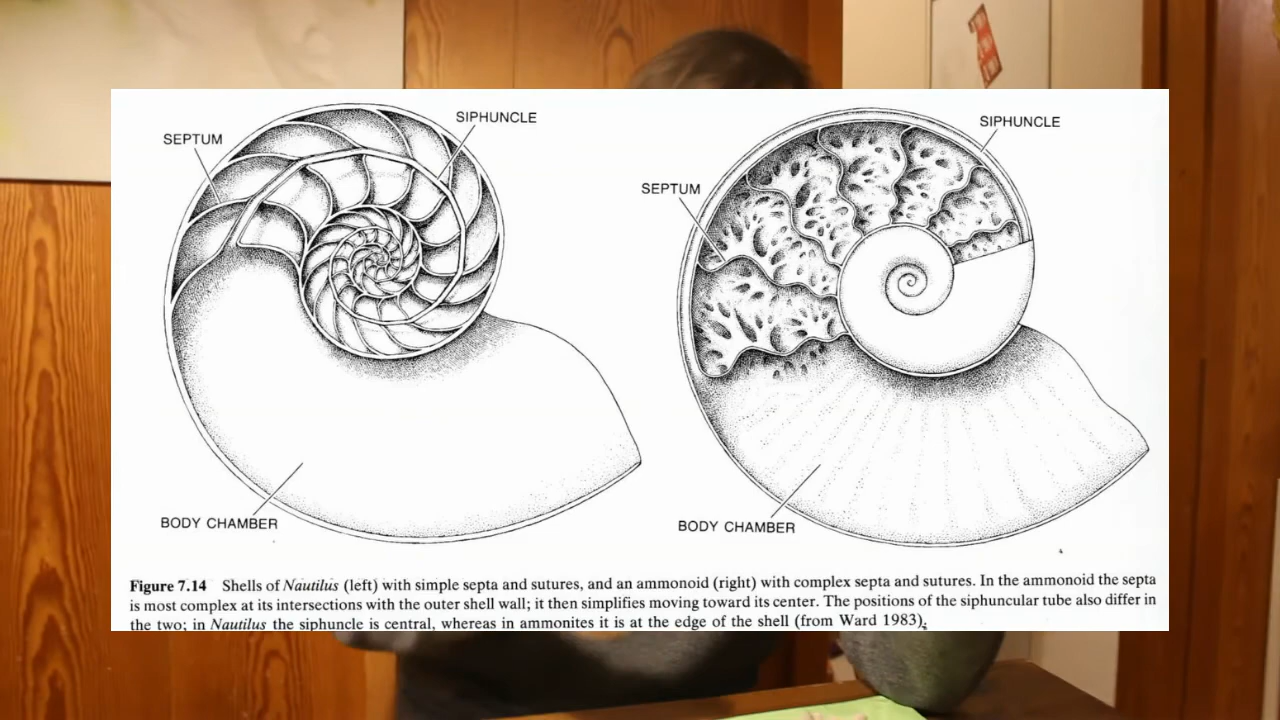 SIPHUNCLE
SEPTUM
BODY CHAMBER
SIPHUNCLE
SEPTUM
BODY CHAMBER
Figure 7.14 Shells of Nautilus (left) with simple septa and sutures, and an ammonoid (right) with complex septa and sutures. In the ammonoid the septa
is most complex at its intersections with the outer shell wall; it then simplifies moving toward its center. The positions of the siphuncular tube also differ in
the two; in Nautilus the siphuncle is central, whereas in ammonites it is at the edge of the shell (from Ward 1983).